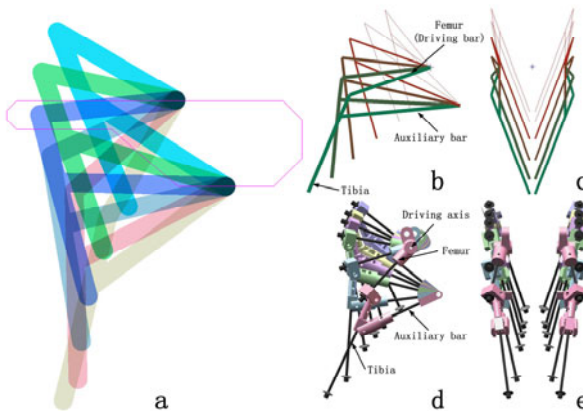 Femur
(Driving bar)
Auxiliary bar
Tibia
a
b
c
Driving axis
Femur
Auxiliary bar
Tibia
d
e